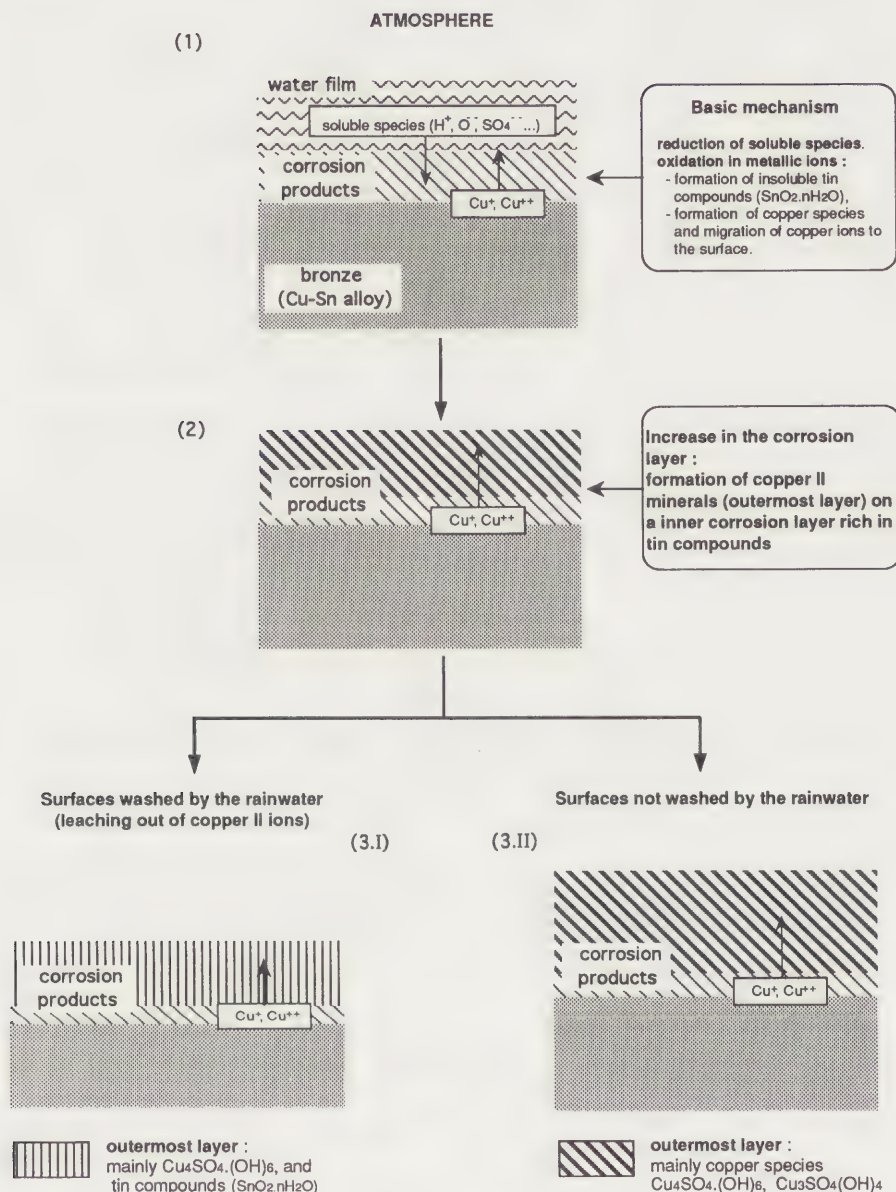 ATMOSPHERE
(1)
water film
soluble species (H+, O--, SO4--...)
corrosion
products
Cu+, Cu++
bronze
(Cu-Sn alloy)
Basic mechanism
reduction of soluble species.
oxidation in metallic ions :
- formation of insoluble tin
compounds (SnO2.nH2O),
- formation of copper species
and migration of copper ions to
the surface.
(2)
corrosion
products
Cu+, Cu++
Increase in the corrosion
layer :
formation of copper II
minerals (outermost layer) on
a inner corrosion layer rich in
tin compounds
Surfaces washed by the rainwater
(leaching out of copper II ions)
(3.I)
corrosion
products
Cu+, Cu++
outermost layer :
mainly Cu4SO4.(OH)6, and
tin compounds (SnO2.nH2O)
Surfaces not washed by the rainwater
(3.II)
corrosion
products
Cu+, Cu++
outermost layer :
mainly copper species
Cu4SO4.(OH)6, Cu3SO4(OH)4